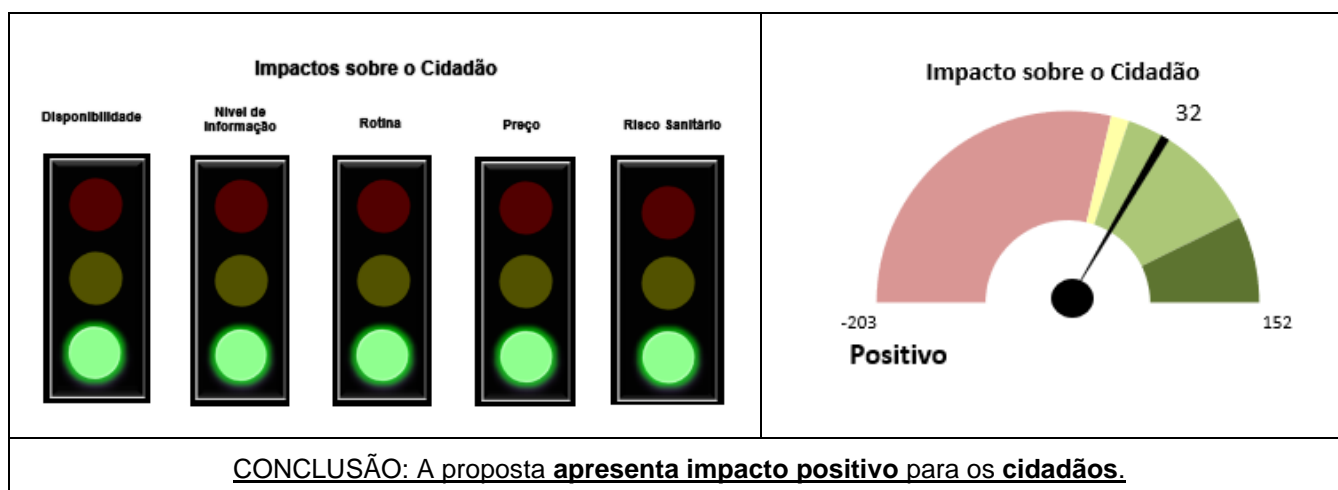 Impactos sobre o Cidadão
Disponibilidade
Nível de
Informação
Rotina
Preço
Risco Sanitário
Impacto sobre o Cidadão
32
-203
152
Positivo
CONCLUSÃO: A proposta apresenta impacto positivo para os cidadãos.